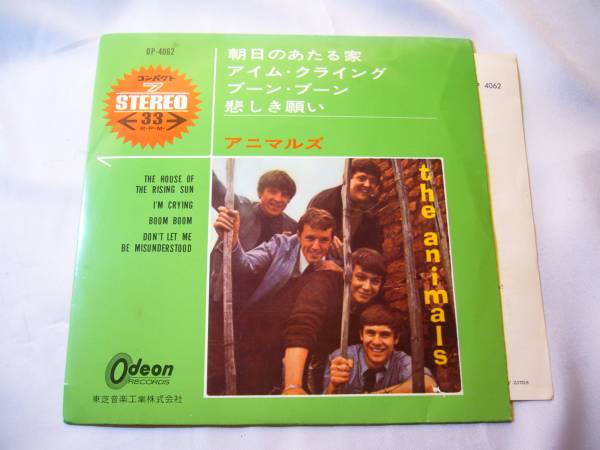 OP-4062
コンパクト
7
STEREO
33
R·P·M·
朝日のあたる家
アイム・クライング
ブーン・ブーン
悲しき願い
アニマルズ
THE HOUSE OF
THE RISING SUN
I'M CRYING
BOOM BOOM
DON'T LET ME
BE MISUNDERSTOOD
the animals
Odeon
RECORDS
東芝音楽工業株式会社
4062
arms